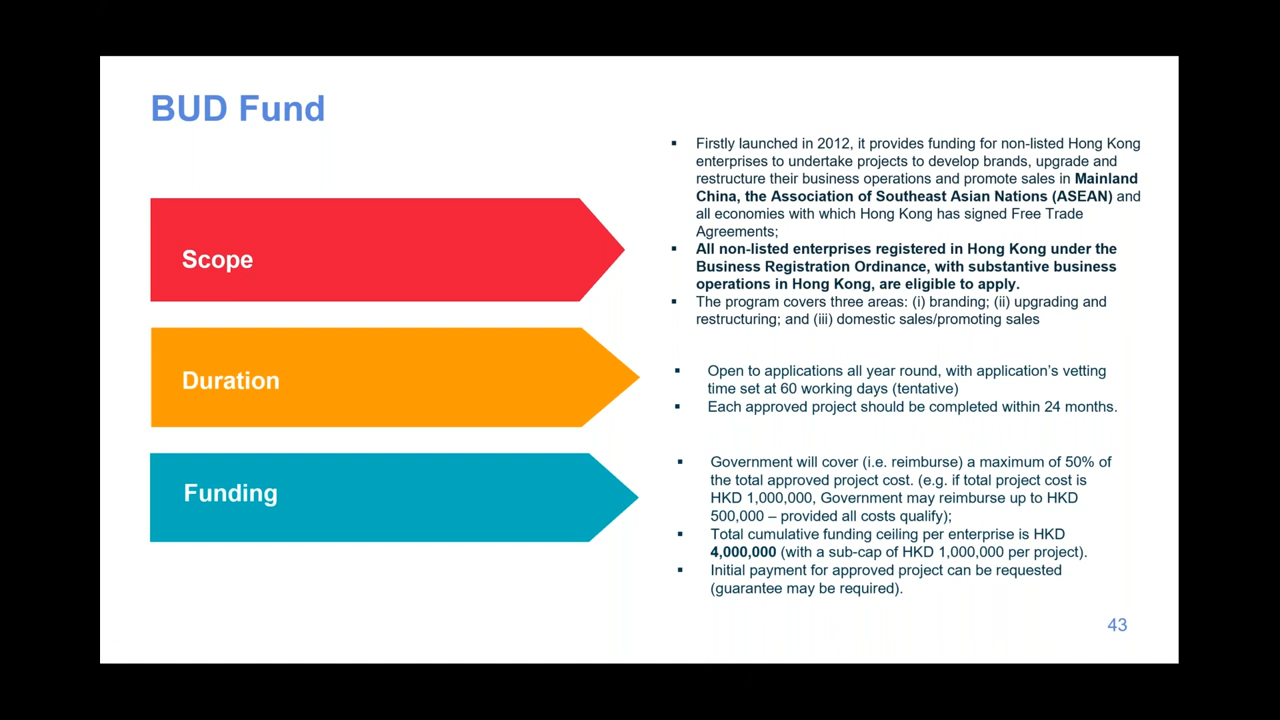 BUD Fund
Scope
▪ Firstly launched in 2012, it provides funding for non-listed Hong Kong
enterprises to undertake projects to develop brands, upgrade and
restructure their business operations and promote sales in Mainland
China, the Association of Southeast Asian Nations (ASEAN) and
all economies with which Hong Kong has signed Free Trade
Agreements;
▪ All non-listed enterprises registered in Hong Kong under the
Business Registration Ordinance, with substantive business
operations in Hong Kong, are eligible to apply.
▪ The program covers three areas: (i) branding; (ii) upgrading and
restructuring; and (iii) domestic sales/promoting sales
Duration
▪ Open to applications all year round, with application’s vetting
time set at 60 working days (tentative)
▪ Each approved project should be completed within 24 months.
Funding
▪ Government will cover (i.e. reimburse) a maximum of 50% of
the total approved project cost. (e.g. if total project cost is
HKD 1,000,000, Government may reimburse up to HKD
500,000 – provided all costs qualify);
▪ Total cumulative funding ceiling per enterprise is HKD
4,000,000 (with a sub-cap of HKD 1,000,000 per project).
▪ Initial payment for approved project can be requested
(guarantee may be required).
43